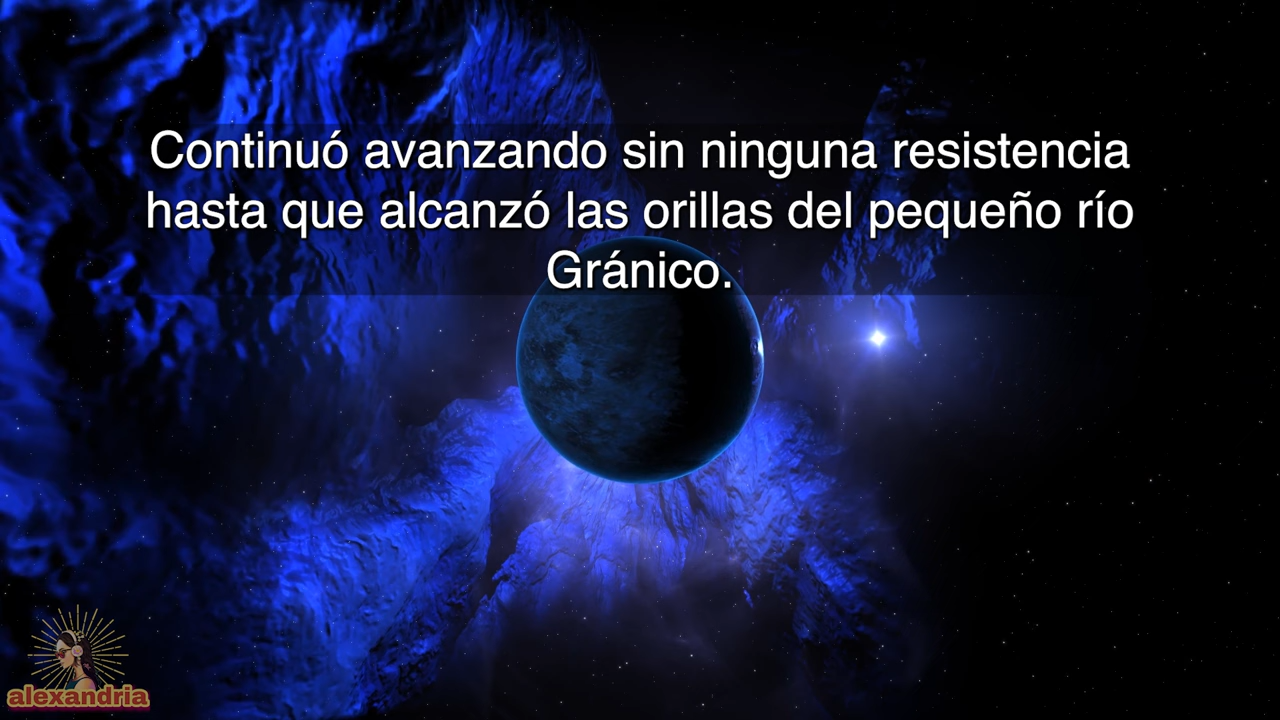 Continuó avanzando sin ninguna resistencia
hasta que alcanzó las orillas del pequeño río
Gránico.
alexandria